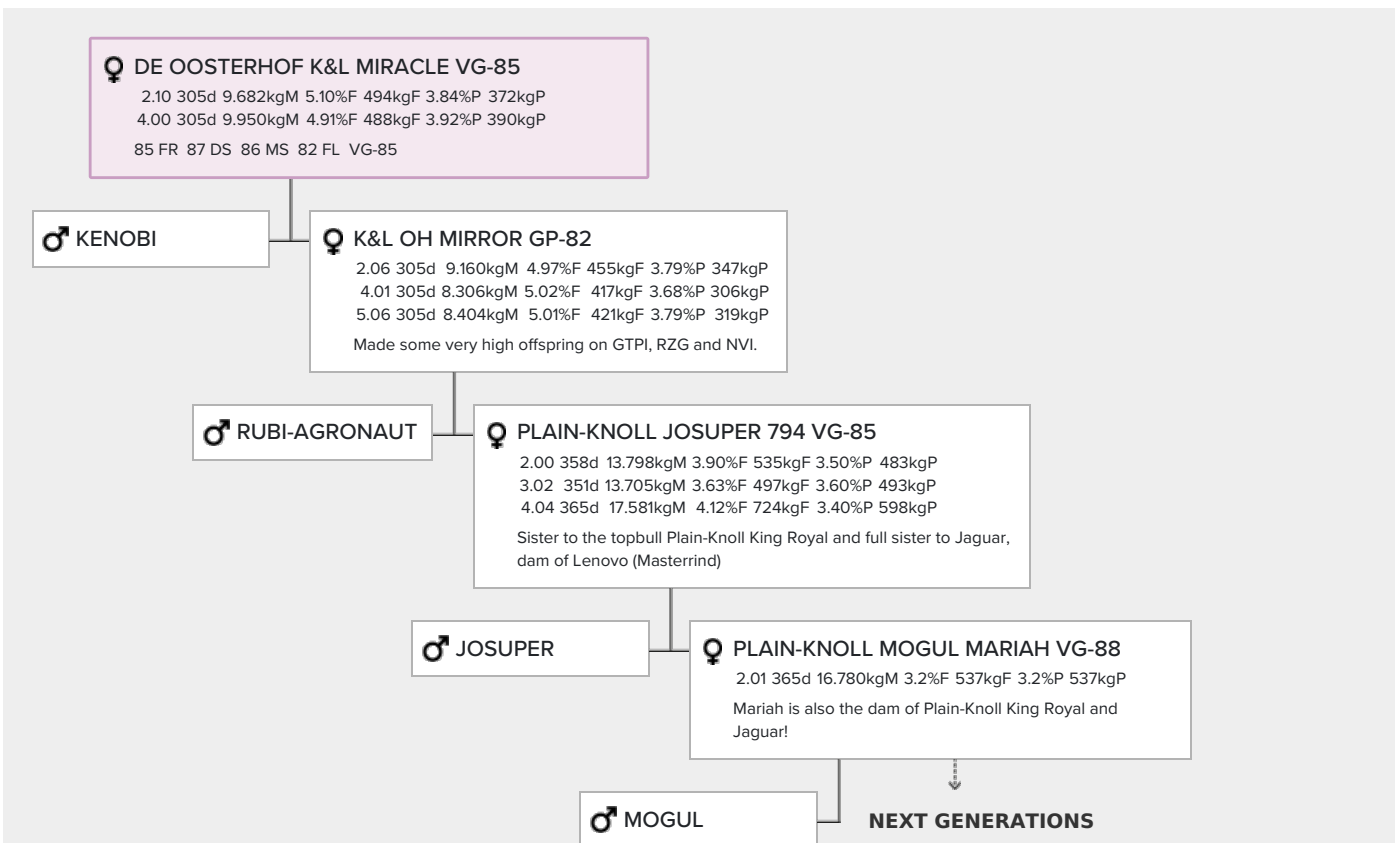 DE OOSTERHOF K&L MIRACLE VG-85
2.10 305d 9.682kgM 5.10%F 494kgF 3.84%P 372kgP
4.00 305d 9.950kgM 4.91%F 488kgF 3.92%P 390kgP
85 FR 87 DS 86 MS 82 FL VG-85
KENOBI
K&L OH MIRROR GP-82
2.06 305d 9.160kgM 4.97%F 455kgF 3.79%P 347kgP
4.01 305d 8.306kgM 5.02%F 417kgF 3.68%P 306kgP
5.06 305d 8.404kgM 5.01%F 421kgF 3.79%P 319kgP
Made some very high offspring on GTPI, RZG and NVI.
RUBI-AGRONAUT
PLAIN-KNOLL JOSUPER 794 VG-85
2.00 358d 13.798kgM 3.90%F 535kgF 3.50%P 483kgP
3.02 351d 13.705kgM 3.63%F 497kgF 3.60%P 493kgP
4.04 365d 17.581kgM 4.12%F 724kgF 3.40%P 598kgP
Sister to the topbull Plain-Knoll King Royal and full sister to Jaguar,
dam of Lenovo (Masterrind)
JOSUPER
PLAIN-KNOLL MOGUL MARIAH VG-88
2.01 365d 16.780kgM 3.2%F 537kgF 3.2%P 537kgP
Mariah is also the dam of Plain-Knoll King Royal and
Jaguar!
MOGUL
NEXT GENERATIONS